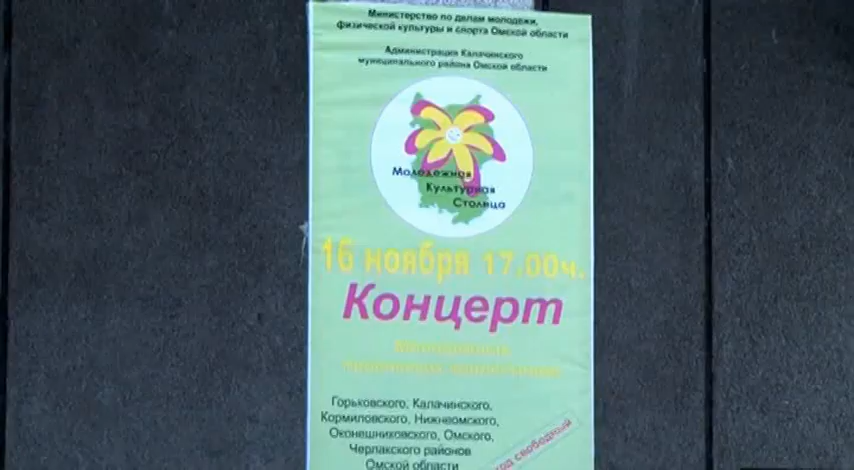 Министерство по делам молодежи,
физической культуры и спорта Омской области
Администрация Калачинского
муниципального района Омской области
Молодежная
Культурная
Столица
16 ноября 17.00ч.
Концерт
Горьковского, Калачинского,
Кормиловского, Нижнеомского,
Оконешниковского, Омского,
Черлакского районов
Омской области
свободный